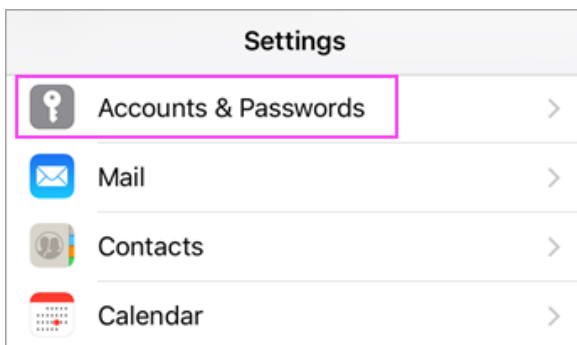 Settings
Accounts & Passwords
Mail
Contacts
Calendar